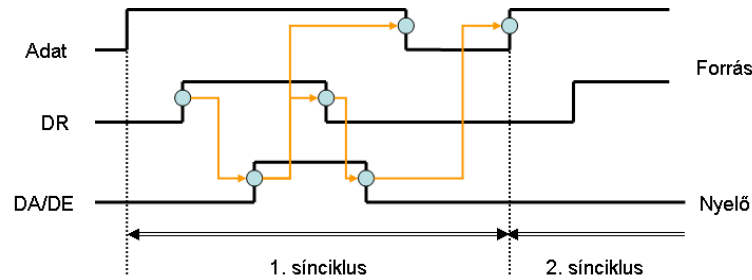 Adat
Forrás
DR
DA/DE
Nyelő
1. sínciklus
2. sínciklus